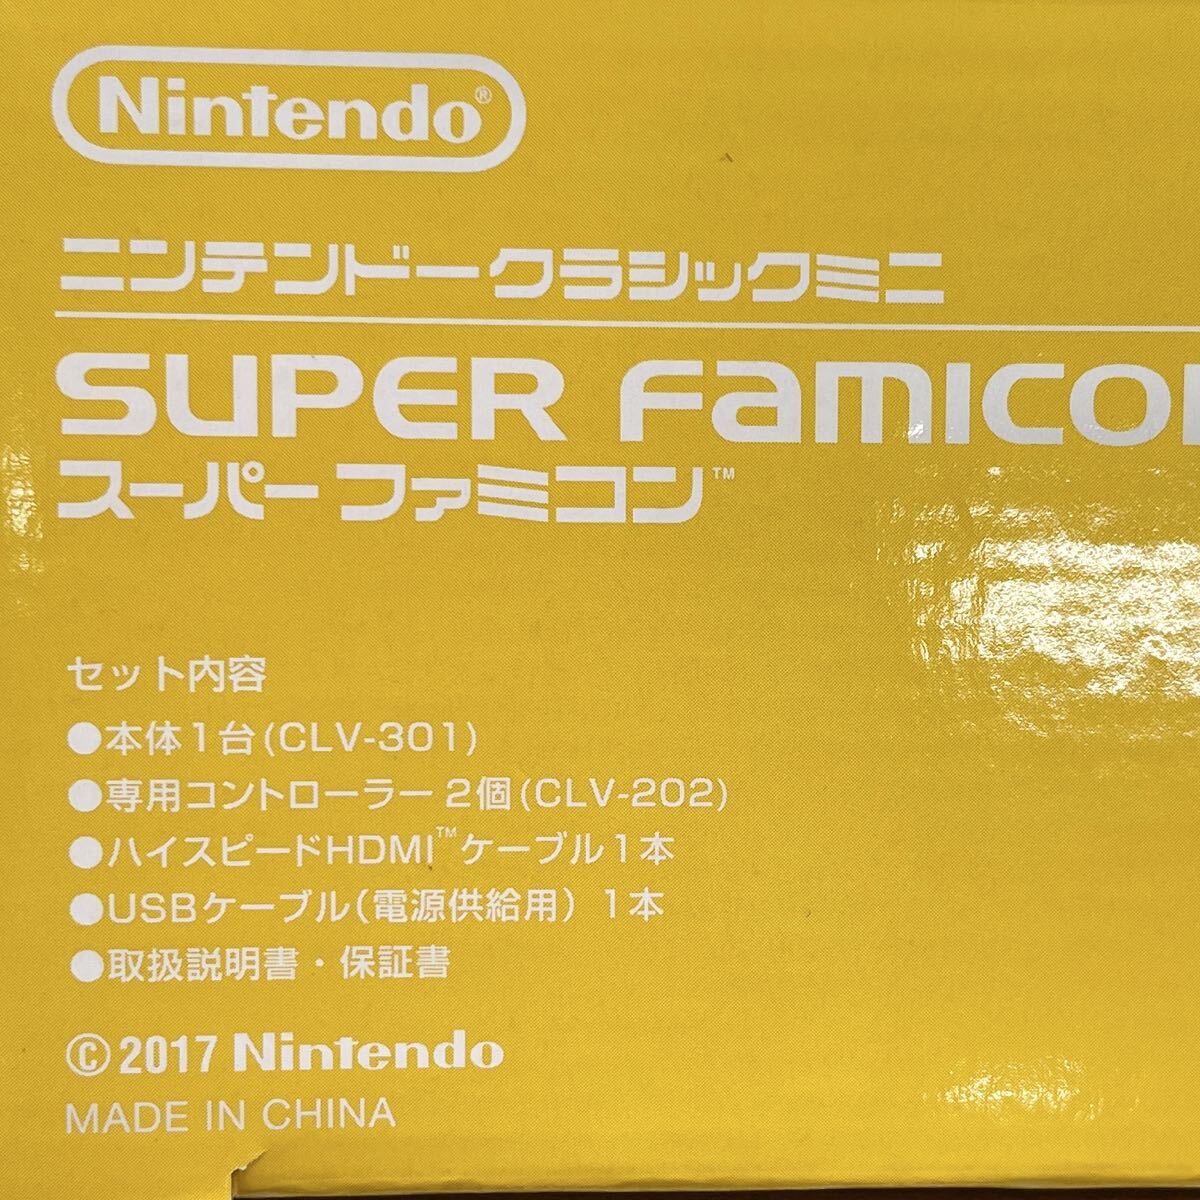 Nintendo®
ニンテンドークラシックミニ
SUPER FAMICO
スーパーファミコン™
セット内容
●本体1台(CLV-301)
●専用コントローラー2個(CLV-202)
●ハイスピードHDMI™ケーブル1本
●USBケーブル(電源供給用) 1本
●取扱説明書・保証書
©2017 Nintendo
MADE IN CHINA